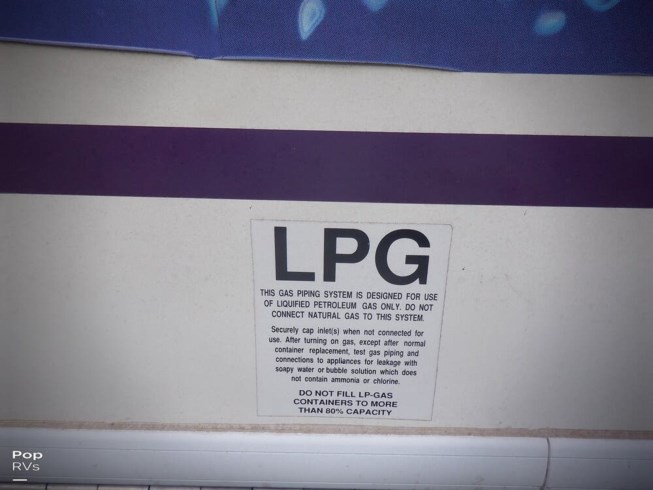 LPG
THIS GAS PIPING SYSTEM IS DESIGNED FOR USE
OF LIQUIFIED PETROLEUM GAS ONLY. DO NOT
CONNECT NATURAL GAS TO THIS SYSTEM.
Securely cap inlet(s) when not connected for
use. After turning on gas, except after normal
container replacement, test gas piping and
connections to appliances for leakage with
soapy water or bubble solution which does
not contain ammonia or chlorine.
DO NOT FILL LP-GAS
CONTAINERS TO MORE
THAN 80% CAPACITY
Pop
RVs